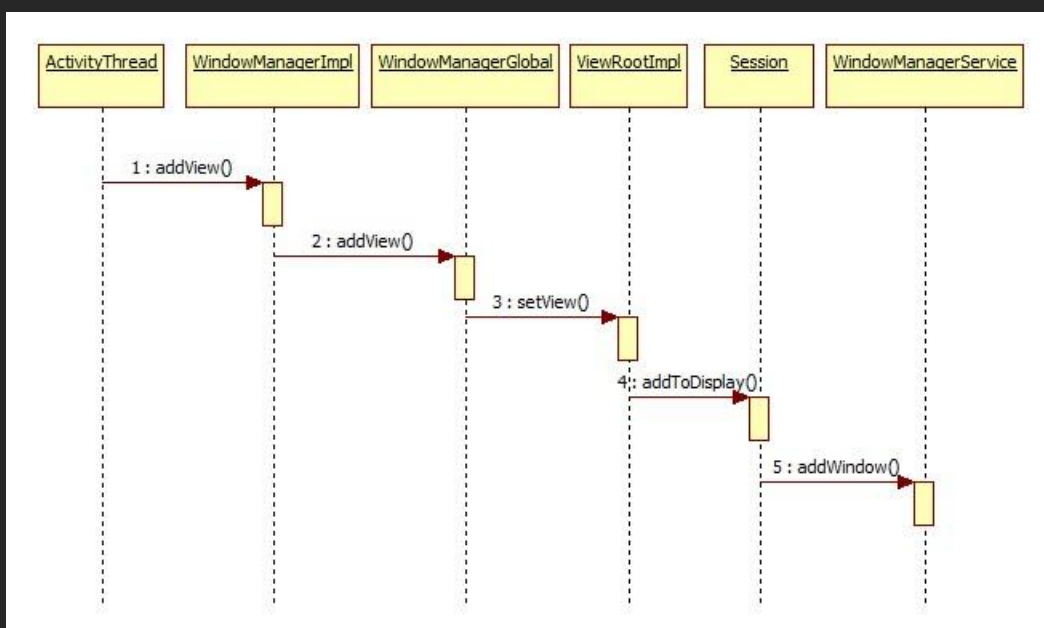 ActivityThread
WindowManagerImpl
WindowManagerGlobal
ViewRootImpl
Session
WindowManagerService
1 : addView()
2 : addView()
3 : setView()
4 : addToDisplay()
5 : addWindow()